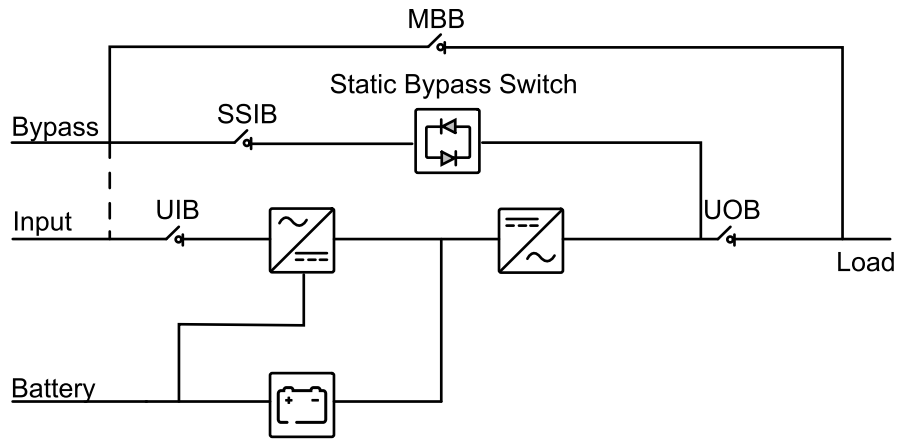 MBB
Static Bypass Switch
SSIB
Bypass
UIB
UOB
Input
Load
Battery
+ -